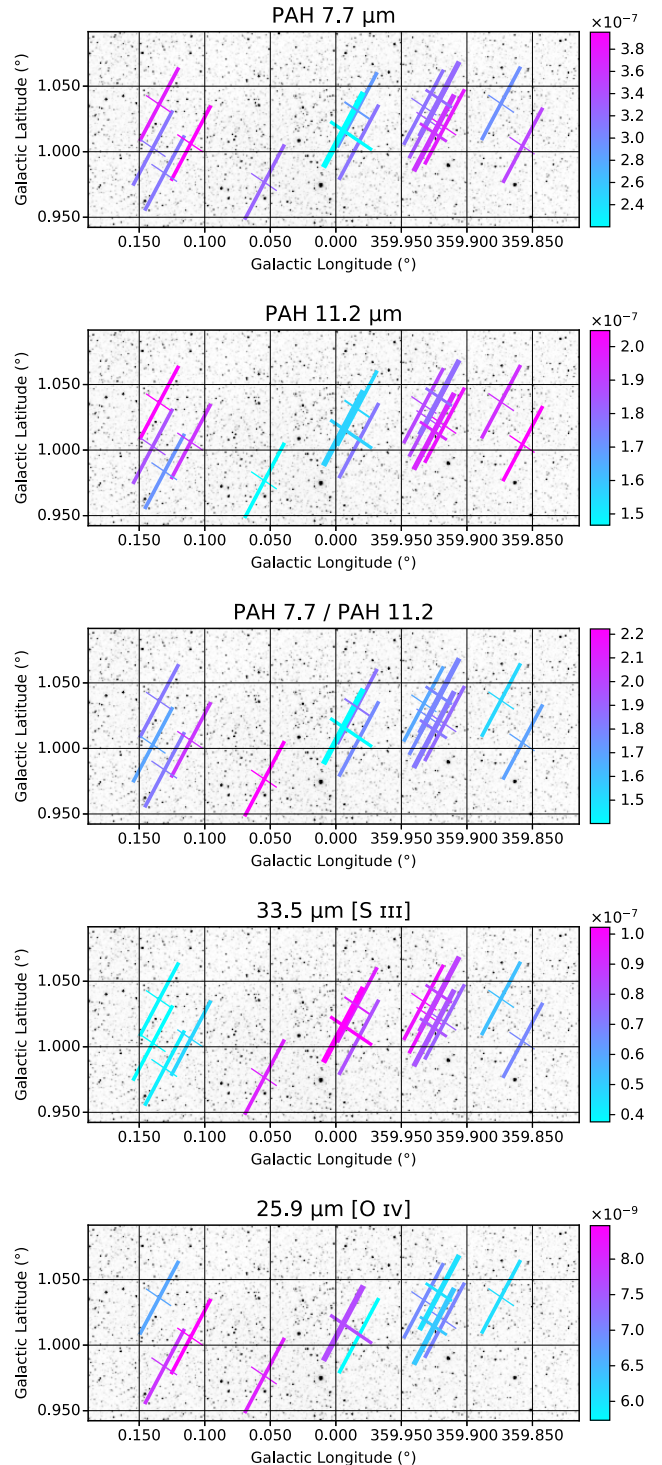 PAH 7.7 µm
×10⁻⁷
Galactic Latitude (°)
1.050
1.000
0.950
3.8
3.6
3.4
3.2
3.0
2.8
2.6
2.4
0.150 0.100 0.050 0.000 359.950 359.900 359.850
Galactic Longitude (°)
PAH 11.2 µm
×10⁻⁷
Galactic Latitude (°)
1.050
1.000
0.950
2.0
1.9
1.8
1.7
1.6
1.5
0.150 0.100 0.050 0.000 359.950 359.900 359.850
Galactic Longitude (°)
PAH 7.7 / PAH 11.2
Galactic Latitude (°)
1.050
1.000
0.950
2.2
2.1
2.0
1.9
1.8
1.7
1.6
1.5
0.150 0.100 0.050 0.000 359.950 359.900 359.850
Galactic Longitude (°)
33.5 µm [S ɪɪɪ]
×10⁻⁷
Galactic Latitude (°)
1.050
1.000
0.950
1.0
0.9
0.8
0.7
0.6
0.5
0.4
0.150 0.100 0.050 0.000 359.950 359.900 359.850
Galactic Longitude (°)
25.9 µm [O ɪᴠ]
×10⁻⁹
Galactic Latitude (°)
1.050
1.000
0.950
8.0
7.5
7.0
6.5
6.0
0.150 0.100 0.050 0.000 359.950 359.900 359.850
Galactic Longitude (°)